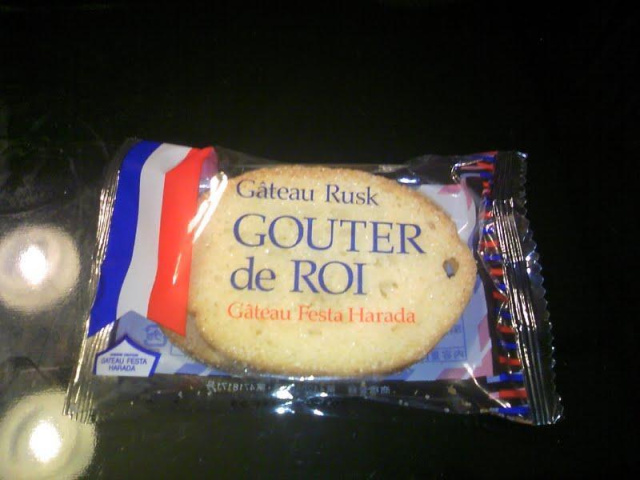 Gâteau Rusk
GOUTER
de ROI
Gâteau Festa Harada
GATEAU FESTA
HARADA